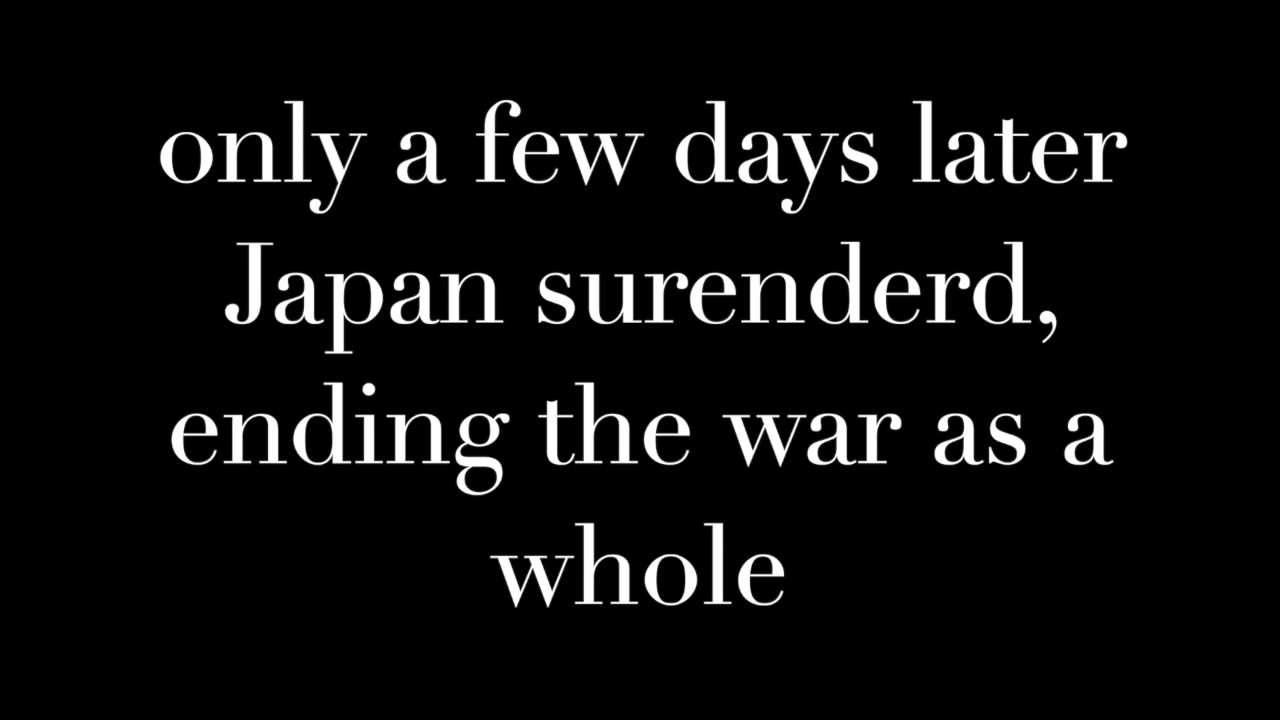 only a few days later
Japan surenderd,
ending the war as a
whole